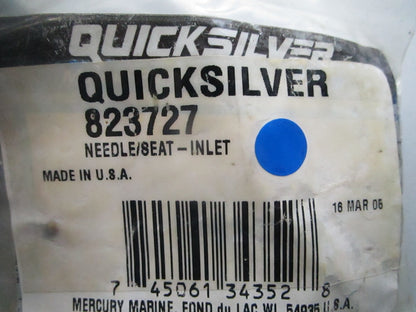 QUICKSILVER
QUICKSILVER
823727
NEEDLE/SEAT - INLET
MADE IN U.S.A.
16 MAR 06
7 45061 34352 8
MERCURY MARINE, FOND du LAC WI. 54935 U.S.A.